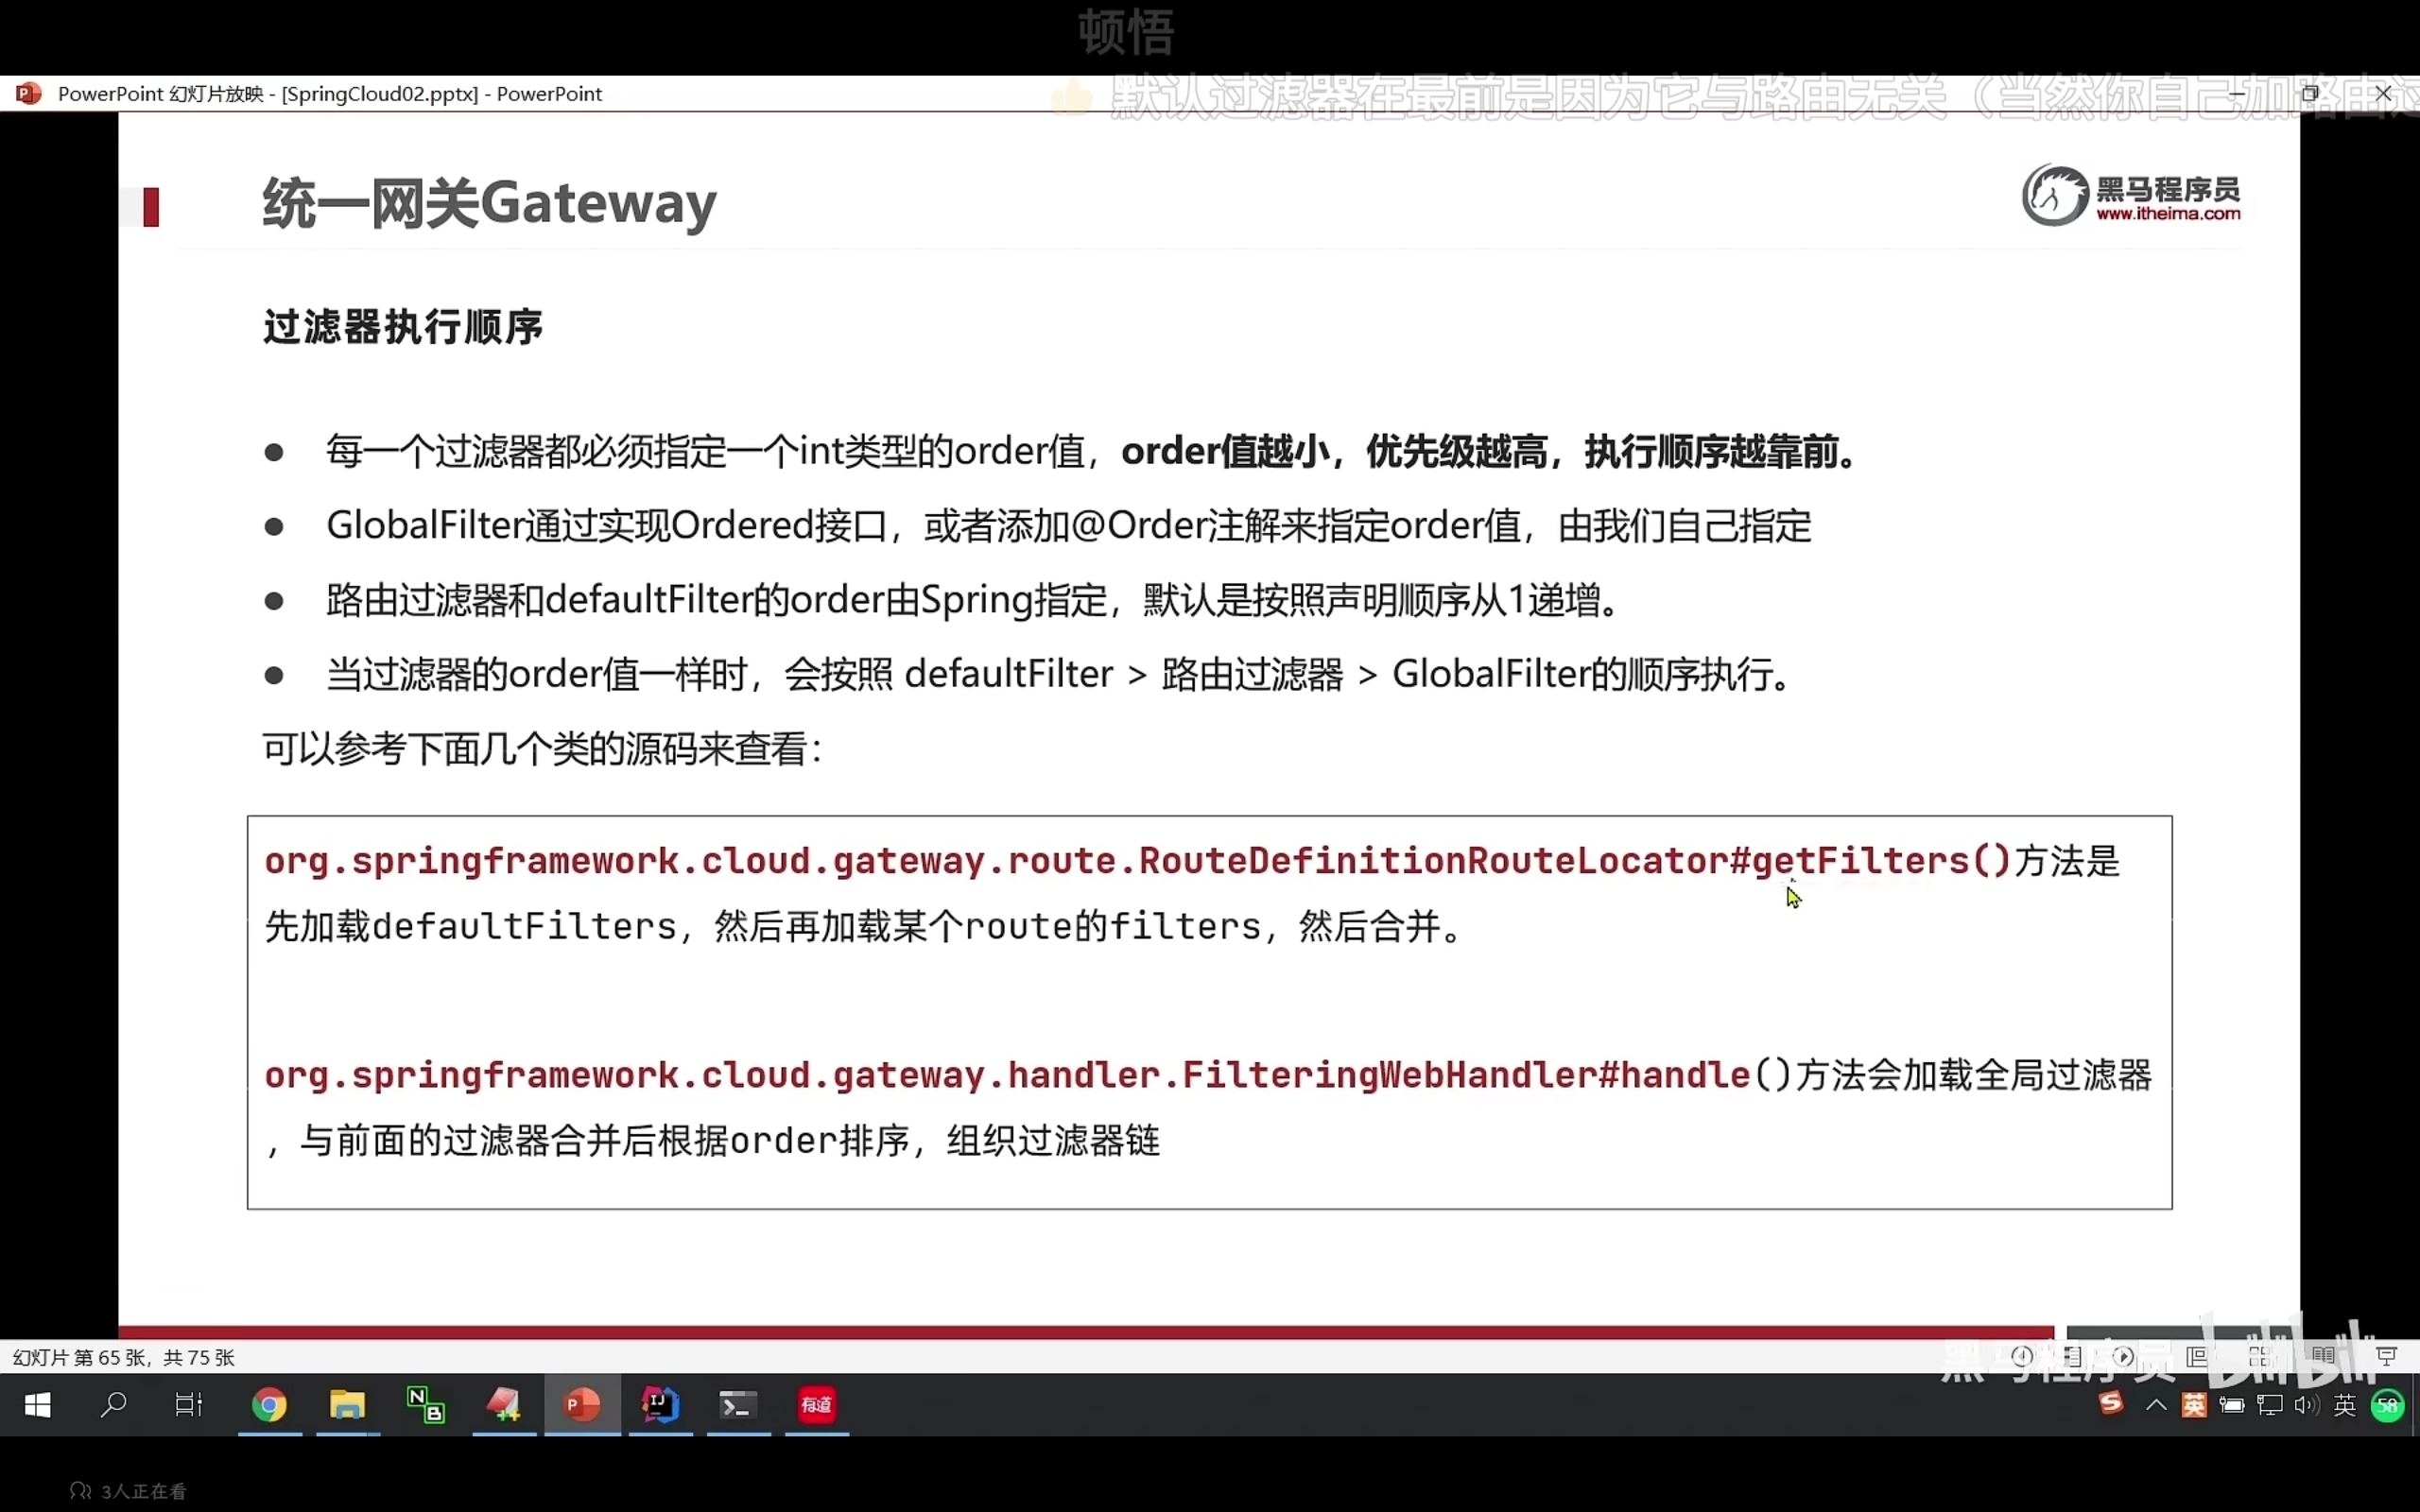 顿悟
PowerPoint 幻灯片放映 - [SpringCloud02.pptx] - PowerPoint
默认过滤器在最前是因为它与路由无关（当然你自己加路由过
统一网关Gateway
黑马程序员
www.itheima.com
过滤器执行顺序
● 每一个过滤器都必须指定一个int类型的order值，order值越小，优先级越高，执行顺序越靠前。
● GlobalFilter通过实现Ordered接口，或者添加@Order注解来指定order值，由我们自己指定
● 路由过滤器和defaultFilter的order由Spring指定，默认是按照声明顺序从1递增。
● 当过滤器的order值一样时，会按照 defaultFilter > 路由过滤器 > GlobalFilter的顺序执行。
可以参考下面几个类的源码来查看：
org.springframework.cloud.gateway.route.RouteDefinitionRouteLocator#getFilters()方法是
先加载defaultFilters，然后再加载某个route的filters，然后合并。
org.springframework.cloud.gateway.handler.FilteringWebHandler#handle()方法会加载全局过滤器
，与前面的过滤器合并后根据order排序，组织过滤器链
黑马程序员 bilibili
幻灯片 第 65 张，共 75 张
N B
P
IJ
有道
S
英
英
58
3人正在看